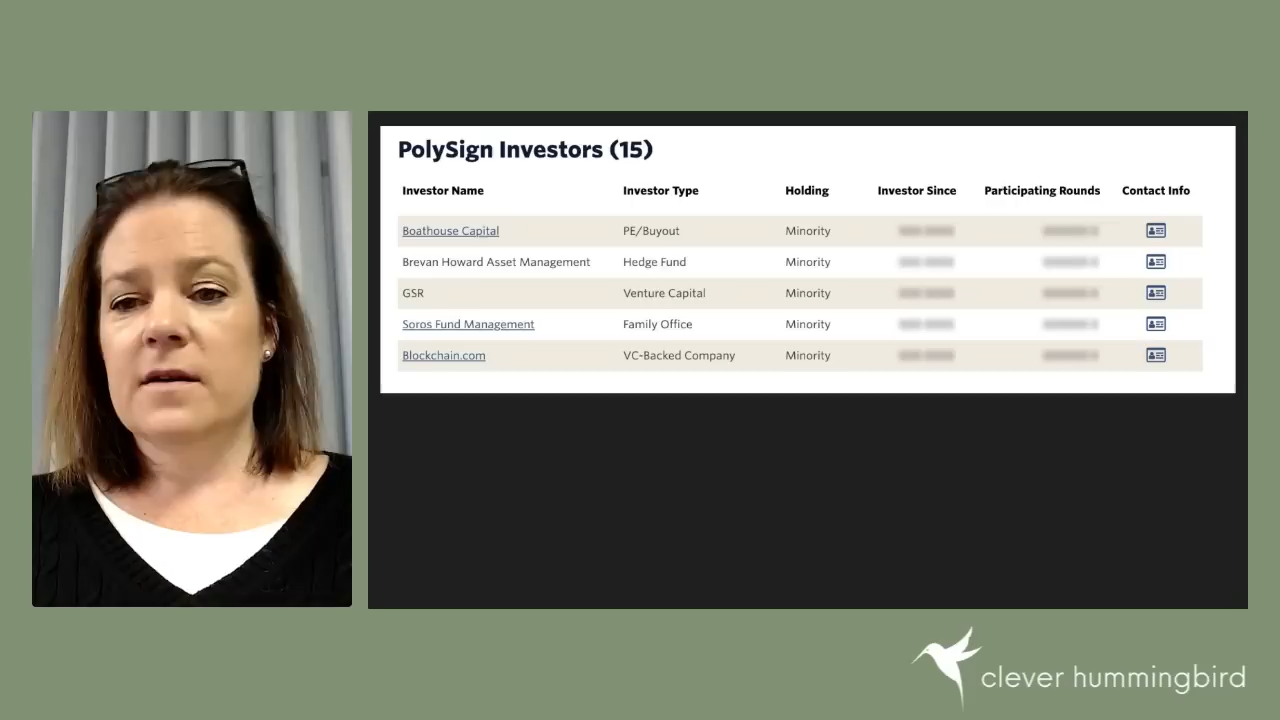 PolySign Investors (15)
Investor Name Investor Type Holding Investor Since Participating Rounds Contact Info
Boathouse Capital PE/Buyout Minority
Brevan Howard Asset Management Hedge Fund Minority
GSR Venture Capital Minority
Soros Fund Management Family Office Minority
Blockchain.com VC-Backed Company Minority
clever hummingbird